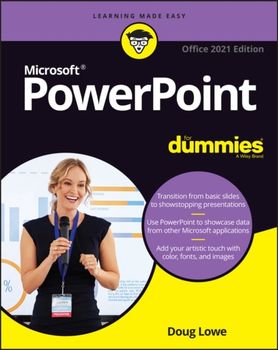 LEARNING MADE EASY
Office 2021 Edition
Microsoft®
PowerPoint
for
dummies
A Wiley Brand
Transition from basic slides
to showstopping presentations
Use PowerPoint to showcase data
from other Microsoft applications
Add your artistic touch with
color, fonts, and images
Doug Lowe